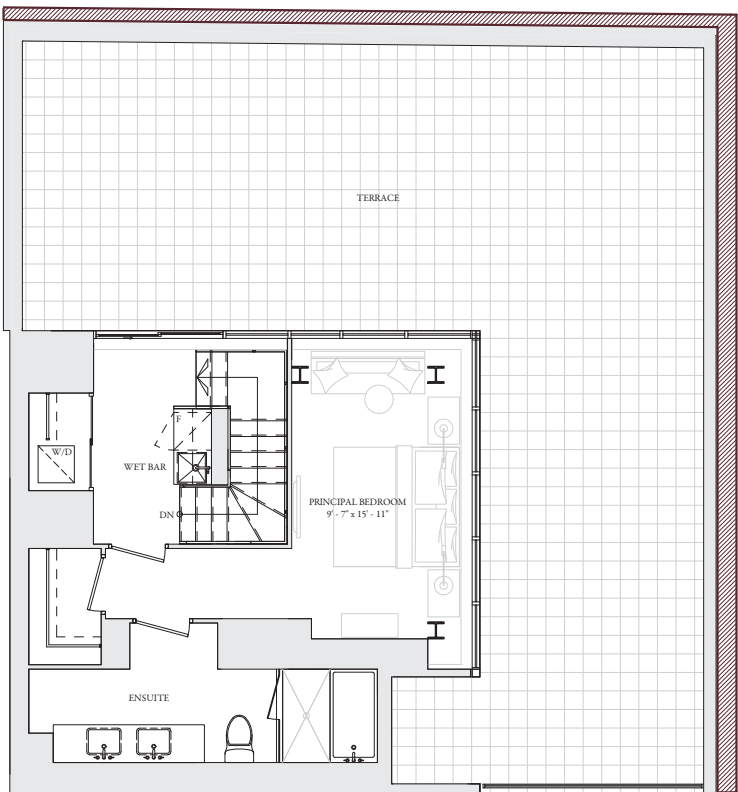 TERRACE
F
W/D
WET BAR
PRINCIPAL BEDROOM
9' - 7" x 15' - 11"
DN
ENSUITE